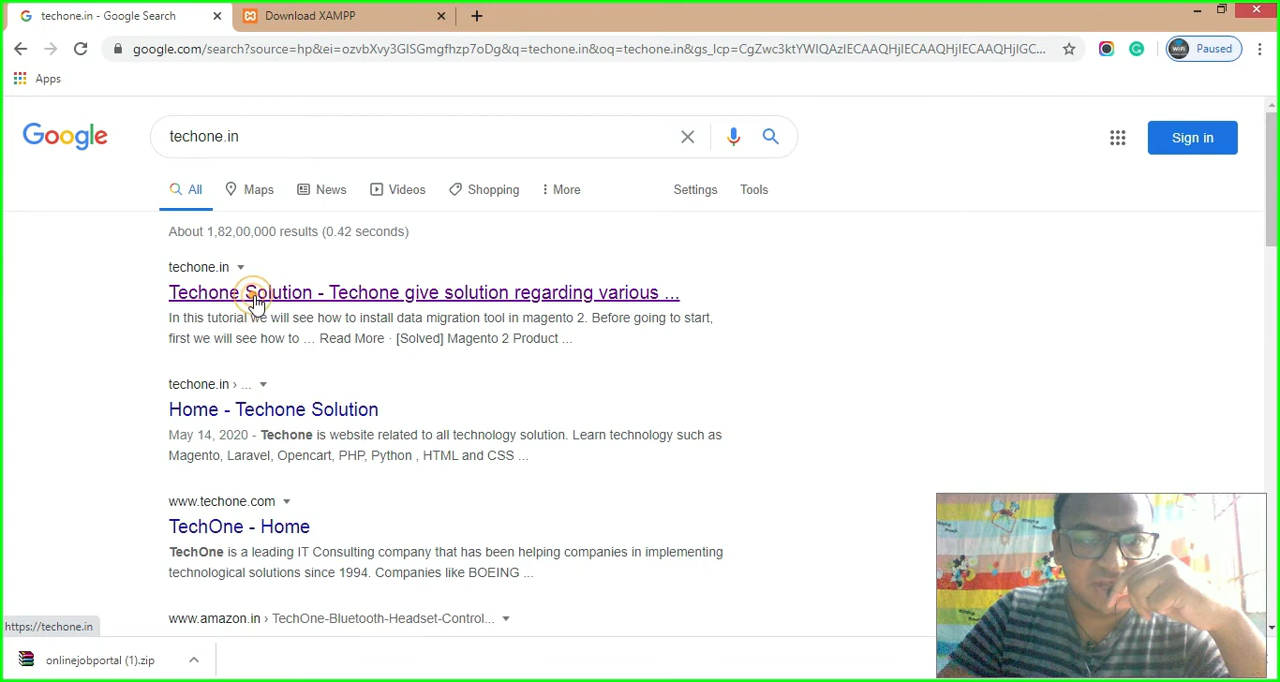 techone.in - Google Search
Download XAMPP
google.com/search?source=hp&ei=ozvbXvy3GISGmgfhzp7oDg&q=techone.in&oq=techone.in&gs_lcp=CgZwc3ktYWIQAzIECAAQHjIECAAQHjIECAAQHjIGC...
Paused
Apps
Google
techone.in
Sign in
All
Maps
News
Videos
Shopping
More
Settings
Tools
About 1,82,00,000 results (0.42 seconds)
techone.in
Techone Solution - Techone give solution regarding various ...
In this tutorial we will see how to install data migration tool in magento 2. Before going to start,
first we will see how to ... Read More · [Solved] Magento 2 Product ...
techone.in › ...
Home - Techone Solution
May 14, 2020 - Techone is website related to all technology solution. Learn technology such as
Magento, Laravel, Opencart, PHP, Python , HTML and CSS ...
www.techone.com
TechOne - Home
TechOne is a leading IT Consulting company that has been helping companies in implementing
technological solutions since 1994. Companies like BOEING ...
www.amazon.in › TechOne-Bluetooth-Headset-Control...
https://techone.in
onlinejobportal (1).zip